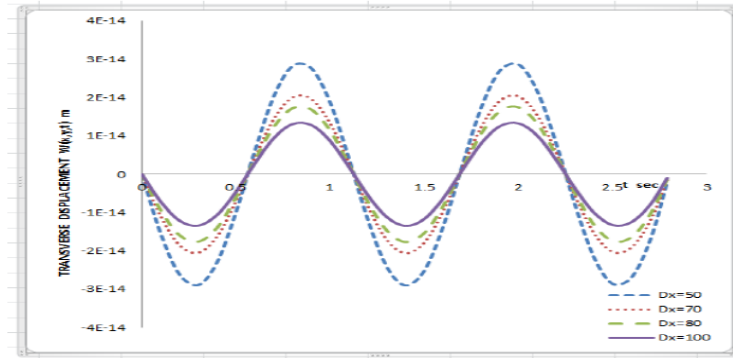 TRANSVERSE DISPLACEMENT W(x,y,t) m
4E-14
3E-14
2E-14
1E-14
0
-1E-14
-2E-14
-3E-14
-4E-14
0 0.5 1 1.5 2 2.5 3
t sec
Dx=50
Dx=70
Dx=80
Dx=100